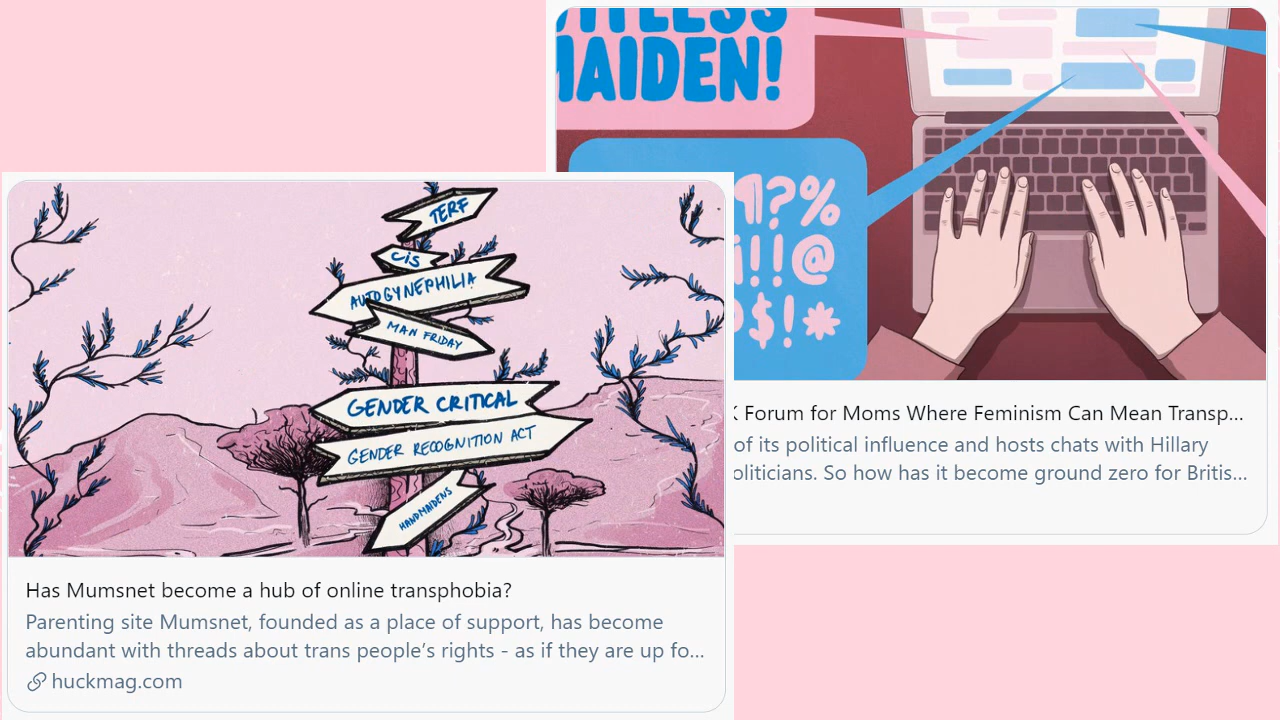 TERF
CIS
AUTOGYNEPHILIA
MAN FRIDAY
GENDER CRITICAL
GENDER RECOGNITION ACT
HANDMAIDENS
Has Mumsnet become a hub of online transphobia?
Parenting site Mumsnet, founded as a place of support, has become
abundant with threads about trans people’s rights - as if they are up fo...
huckmag.com
MAIDEN!
¶?%
!!@
$!*
Forum for Moms Where Feminism Can Mean Transp...
of its political influence and hosts chats with Hillary
oliticians. So how has it become ground zero for Britis...